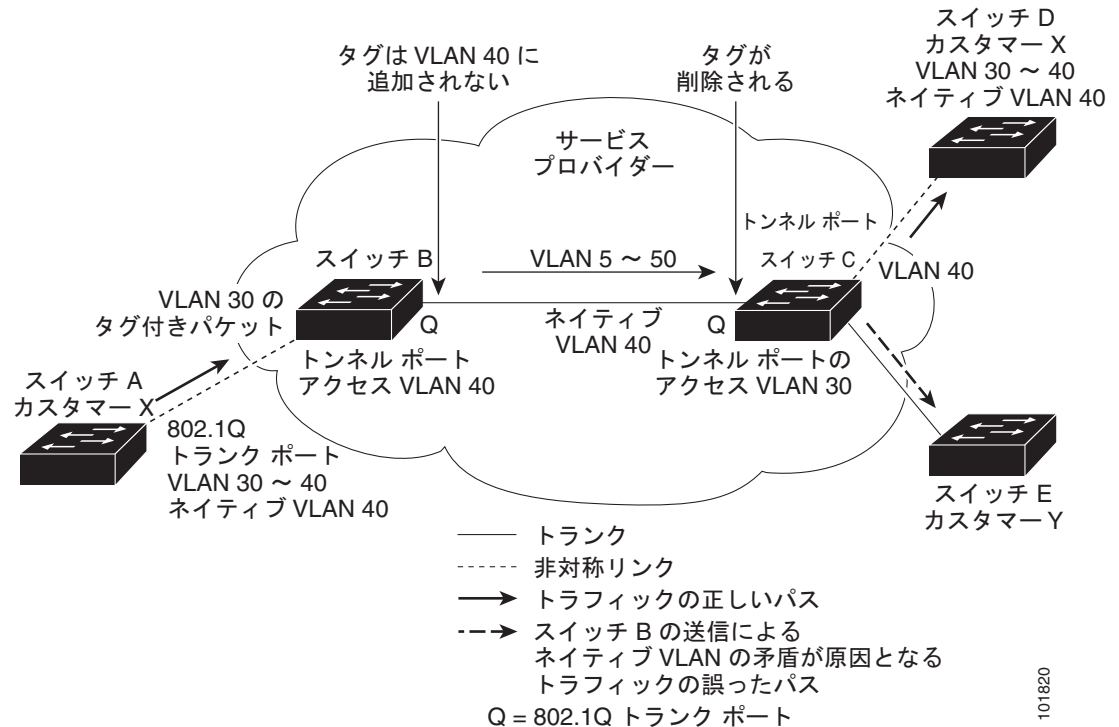 スイッチ D
カスタマー X
VLAN 30 ～ 40
ネイティブ VLAN 40
タグは VLAN 40 に
追加されない
タグが
削除される
サービス
プロバイダー
トンネル ポート
スイッチ B
VLAN 5 ～ 50
スイッチ C
VLAN 40
VLAN 30 の
タグ付きパケット
Q
ネイティブ
VLAN 40
Q
トンネル ポート
アクセス VLAN 40
トンネル ポートの
アクセス VLAN 30
スイッチ A
カスタマー X
802.1Q
トランク ポート
VLAN 30 ～ 40
ネイティブ VLAN 40
スイッチ E
カスタマー Y
トランク
非対称リンク
トラフィックの正しいパス
スイッチ B の送信による
ネイティブ VLAN の矛盾が原因となる
トラフィックの誤ったパス
Q = 802.1Q トランク ポート
101820